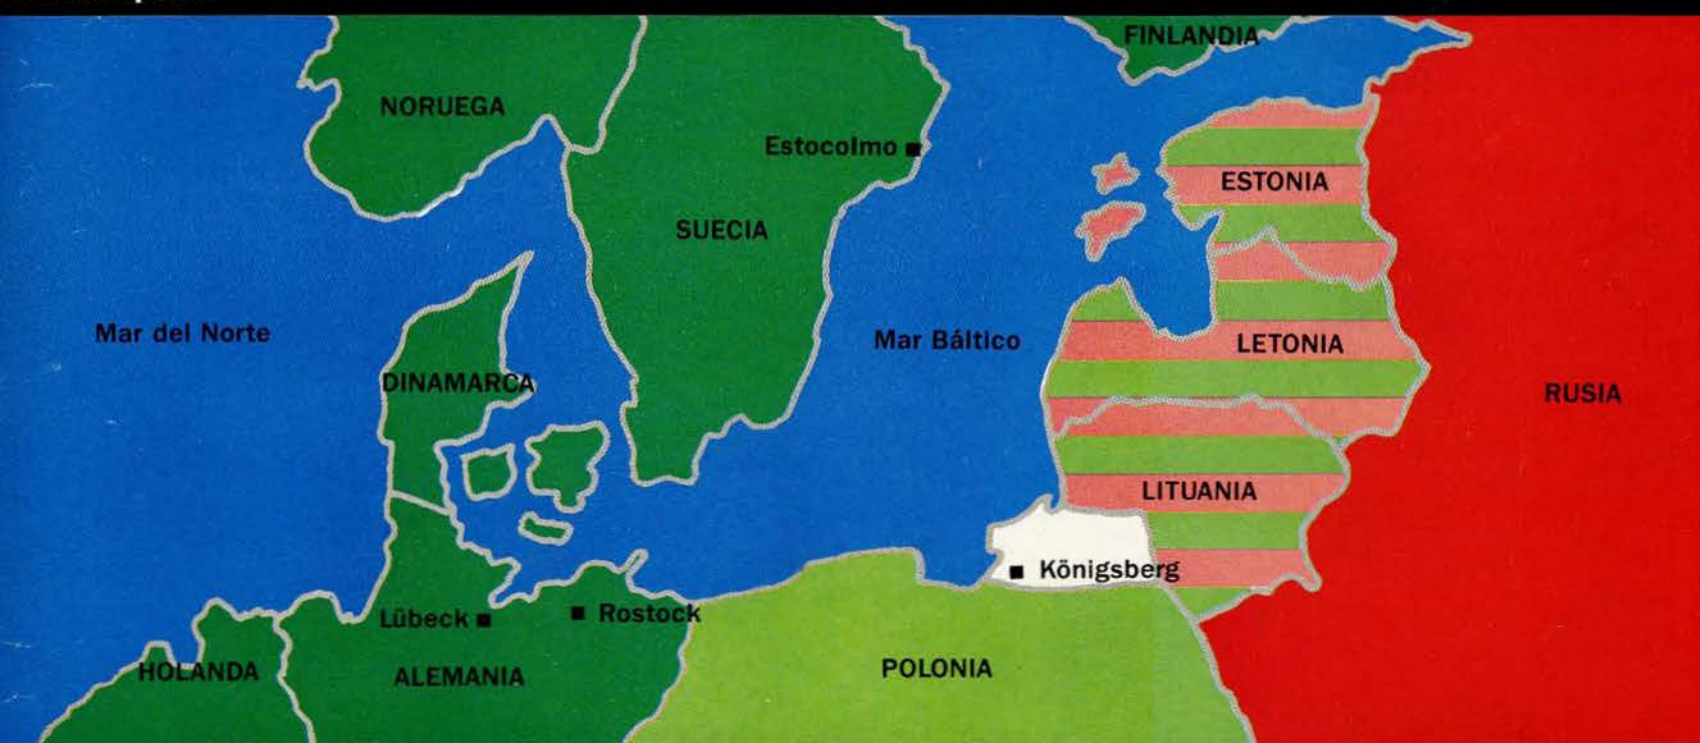 FINLANDIA
NORUEGA
Estocolmo
ESTONIA
SUECIA
Mar del Norte
Mar Báltico
LETONIA
DINAMARCA
RUSIA
LITUANIA
Königsberg
Lübeck
Rostock
HOLANDA
ALEMANIA
POLONIA